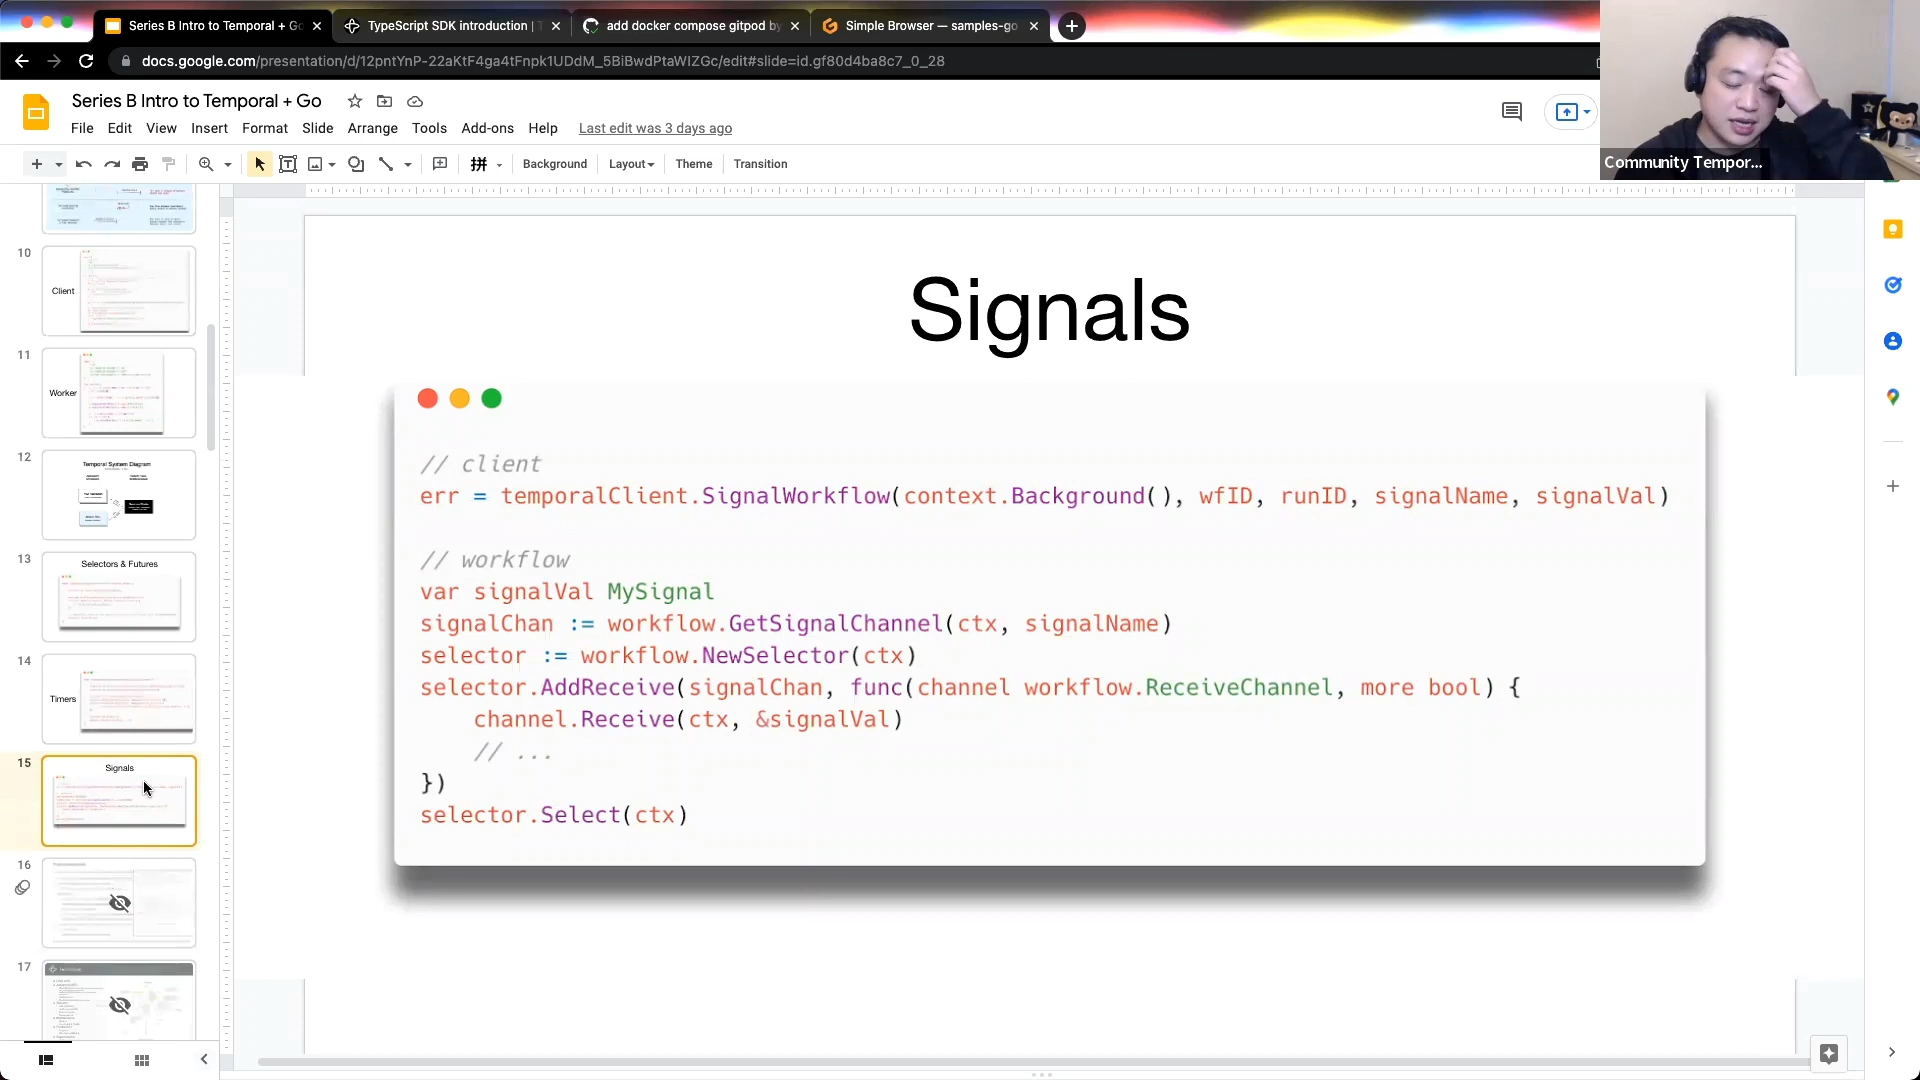 Series B Intro to Temporal + Go
TypeScript SDK introduction | T
add docker compose gitpod by
Simple Browser — samples-go
docs.google.com/presentation/d/12pntYnP-22aKtF4ga4tFnpk1UDdM_5BiBwdPtaWIZGc/edit#slide=id.gf80d4ba8c7_0_28
Series B Intro to Temporal + Go
File Edit View Insert Format Slide Arrange Tools Add-ons Help Last edit was 3 days ago
Background Layout Theme Transition
Community Tempor...
10
Client
11
Worker
12
Temporal System Diagram
13
Selectors & Futures
14
Timers
15
Signals
16
17
Signals
// client
err = temporalClient.SignalWorkflow(context.Background(), wfID, runID, signalName, signalVal)
// workflow
var signalVal MySignal
signalChan := workflow.GetSignalChannel(ctx, signalName)
selector := workflow.NewSelector(ctx)
selector.AddReceive(signalChan, func(channel workflow.ReceiveChannel, more bool) {
channel.Receive(ctx, &signalVal)
// ...
})
selector.Select(ctx)